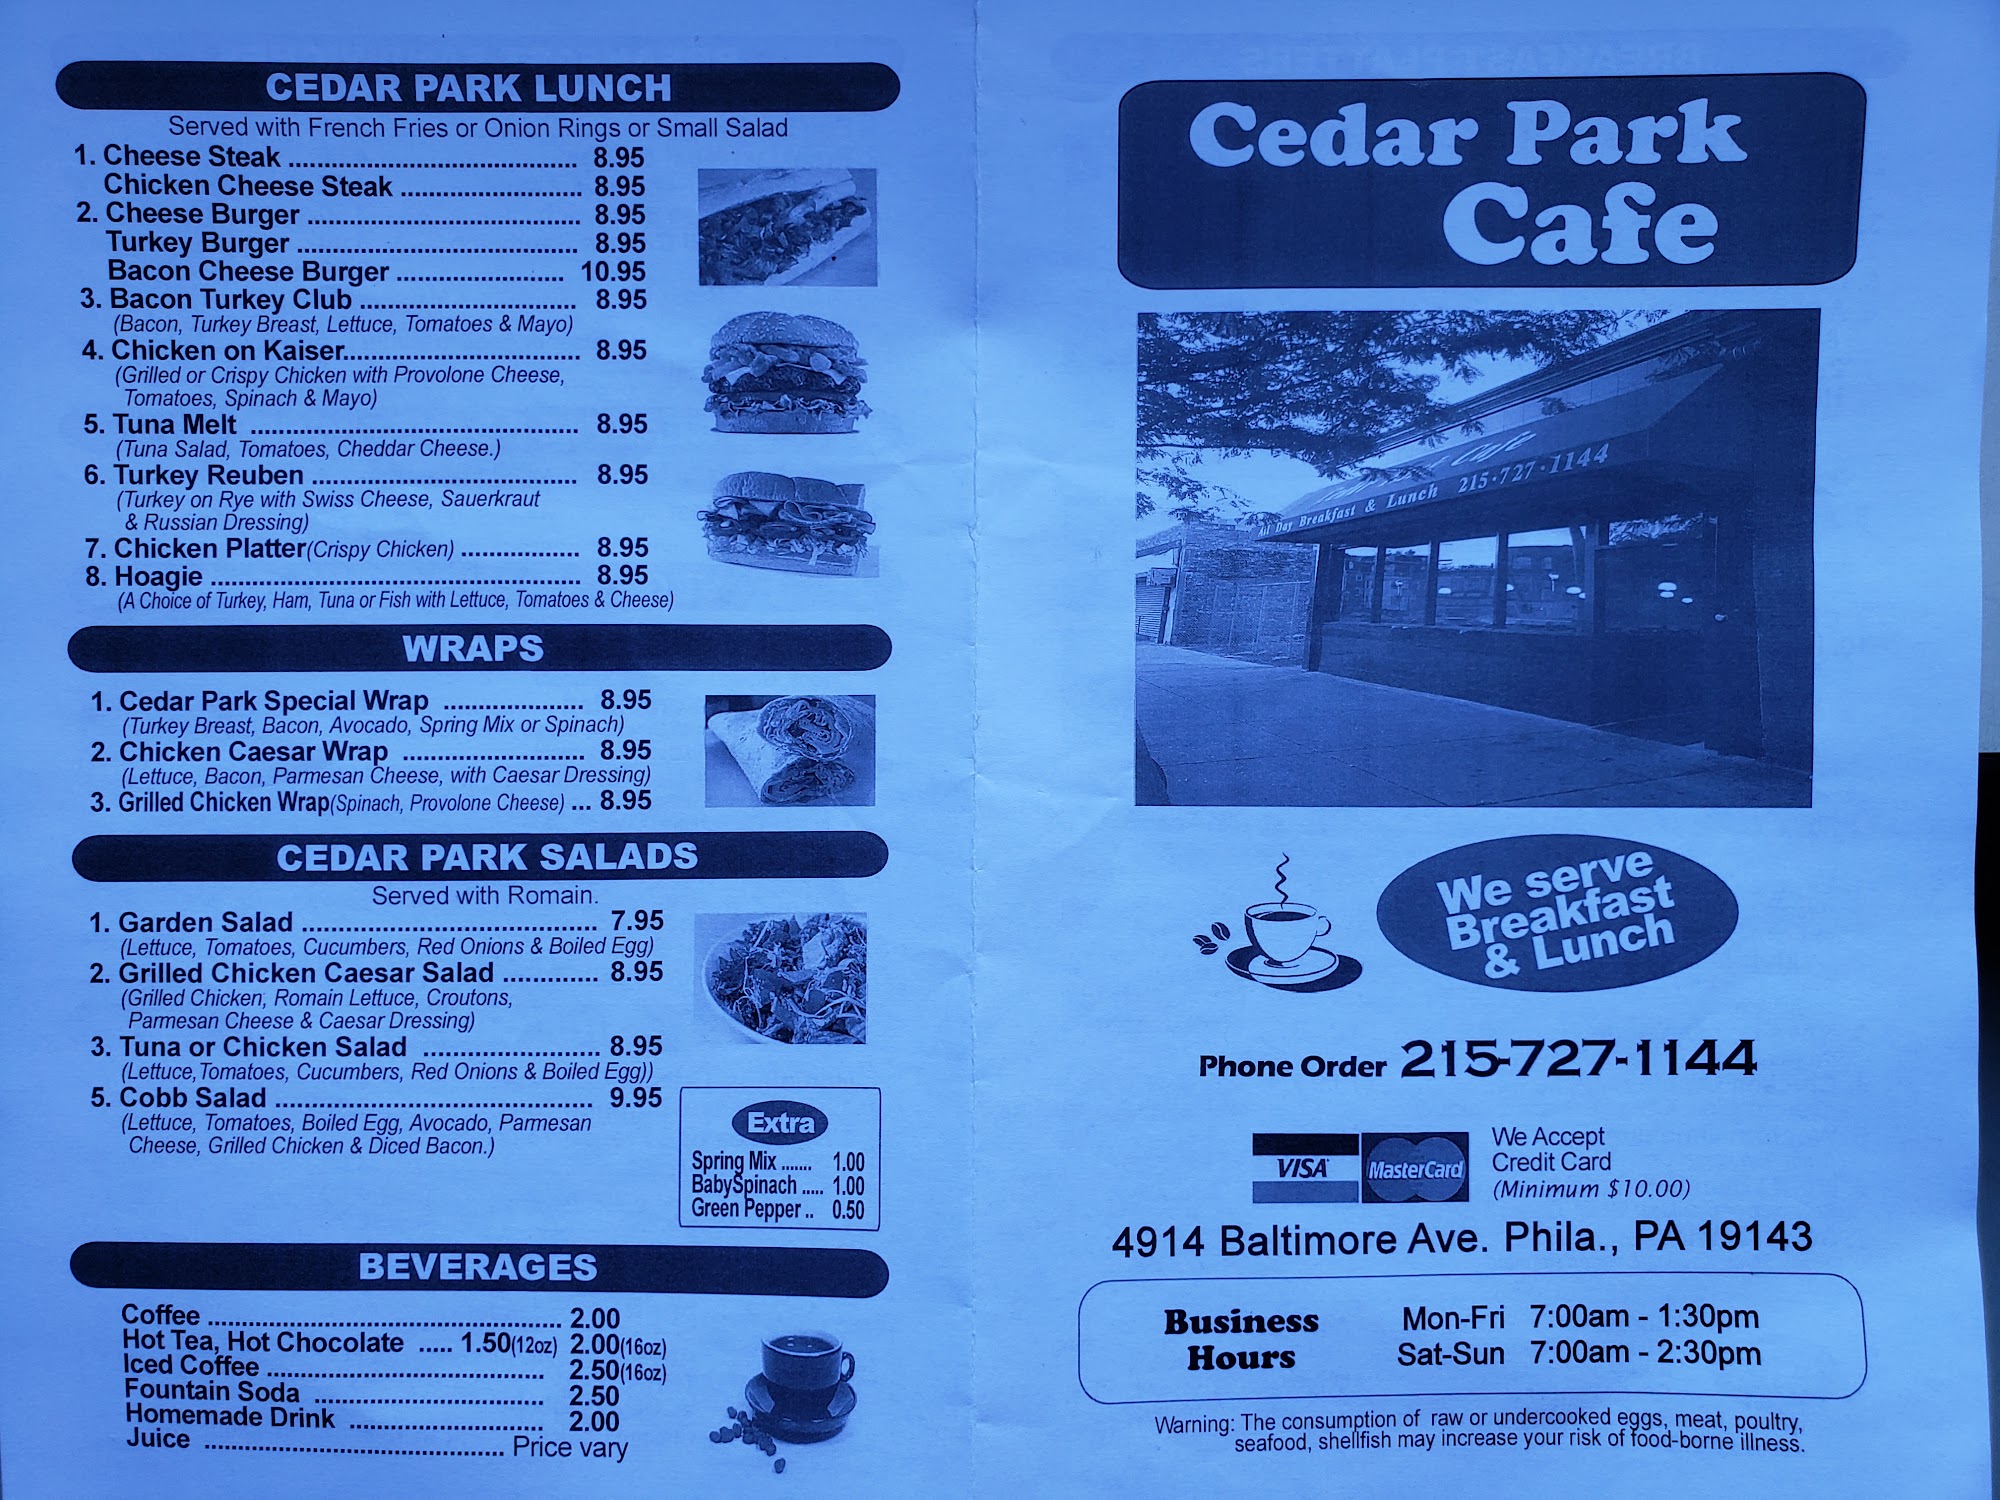 CEDAR PARK LUNCH
Served with French Fries or Onion Rings or Small Salad
1. Cheese Steak .......................................... 8.95
Chicken Cheese Steak .......................... 8.95
2. Cheese Burger ....................................... 8.95
Turkey Burger ........................................ 8.95
Bacon Cheese Burger ........................ 10.95
3. Bacon Turkey Club ............................... 8.95
(Bacon, Turkey Breast, Lettuce, Tomatoes & Mayo)
4. Chicken on Kaiser.................................. 8.95
(Grilled or Crispy Chicken with Provolone Cheese,
Tomatoes, Spinach & Mayo)
5. Tuna Melt ............................................... 8.95
(Tuna Salad, Tomatoes, Cheddar Cheese.)
6. Turkey Reuben ...................................... 8.95
(Turkey on Rye with Swiss Cheese, Sauerkraut
& Russian Dressing)
7. Chicken Platter(Crispy Chicken) ................. 8.95
8. Hoagie ..................................................... 8.95
(A Choice of Turkey, Ham, Tuna or Fish with Lettuce, Tomatoes & Cheese)
WRAPS
1. Cedar Park Special Wrap .................... 8.95
(Turkey Breast, Bacon, Avocado, Spring Mix or Spinach)
2. Chicken Caesar Wrap .......................... 8.95
(Lettuce, Bacon, Parmesan Cheese, with Caesar Dressing)
3. Grilled Chicken Wrap(Spinach, Provolone Cheese) ... 8.95
CEDAR PARK SALADS
Served with Romain.
1. Garden Salad .......................................... 7.95
(Lettuce, Tomatoes, Cucumbers, Red Onions & Boiled Egg)
2. Grilled Chicken Caesar Salad ............. 8.95
(Grilled Chicken, Romain Lettuce, Croutons,
Parmesan Cheese & Caesar Dressing)
3. Tuna or Chicken Salad ......................... 8.95
(Lettuce,Tomatoes, Cucumbers, Red Onions & Boiled Egg))
5. Cobb Salad ............................................. 9.95
(Lettuce, Tomatoes, Boiled Egg, Avocado, Parmesan
Cheese, Grilled Chicken & Diced Bacon.)
Extra
Spring Mix ....... 1.00
BabySpinach ..... 1.00
Green Pepper .. 0.50
BEVERAGES
Coffee .................................................... 2.00
Hot Tea, Hot Chocolate ..... 1.50(12oz) 2.00(16oz)
Iced Coffee ........................................ 2.50(16oz)
Fountain Soda ................................. 2.50
Homemade Drink ............................ 2.00
Juice ........................................... Price vary
Cedar Park
Cafe
Cafe
All Day Breakfast & Lunch 215·727·1144
We serve
Breakfast
& Lunch
Phone Order 215-727-1144
VISA MasterCard
We Accept
Credit Card
(Minimum $10.00)
4914 Baltimore Ave. Phila., PA 19143
Business
Hours
Mon-Fri 7:00am - 1:30pm
Sat-Sun 7:00am - 2:30pm
Warning: The consumption of raw or undercooked eggs, meat, poultry,
seafood, shellfish may increase your risk of food-borne illness.